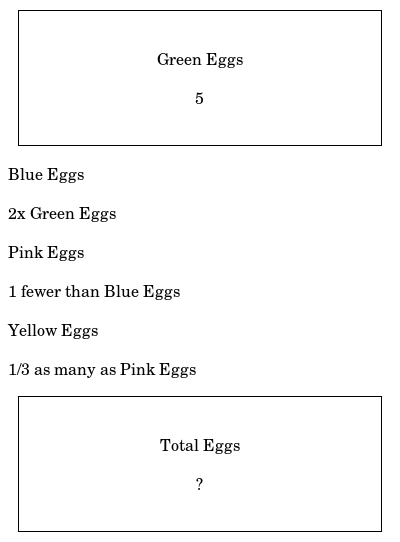 Green Eggs
5
Blue Eggs
2x Green Eggs
Pink Eggs
1 fewer than Blue Eggs
Yellow Eggs
1/3 as many as Pink Eggs
Total Eggs
?